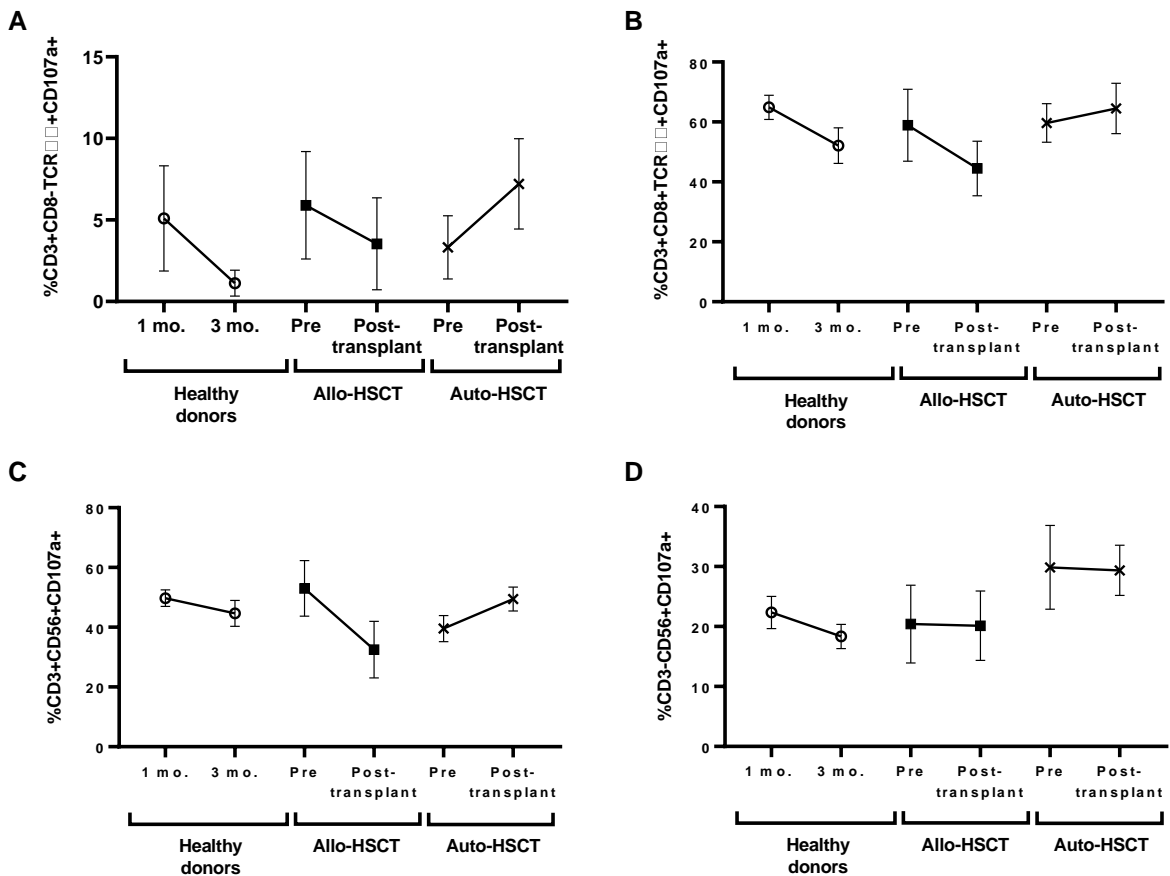 A
%CD3+CD8-TCR□□+CD107a+
15
10
5
0
1 mo. 3 mo. Pre Post- Pre Post-
transplant transplant
Healthy Allo-HSCT Auto-HSCT
donors
B
%CD3+CD8+TCR□□+CD107a+
80
60
40
20
0
1 mo. 3 mo. Pre Post- Pre Post-
transplant transplant
Healthy Allo-HSCT Auto-HSCT
donors
C
%CD3+CD56+CD107a+
80
60
40
20
0
1 mo. 3 mo. Pre Post- Pre Post-
transplant transplant
Healthy Allo-HSCT Auto-HSCT
donors
D
%CD3-CD56+CD107a+
40
30
20
10
0
1 mo. 3 mo. Pre Post- Pre Post-
transplant transplant
Healthy Allo-HSCT Auto-HSCT
donors